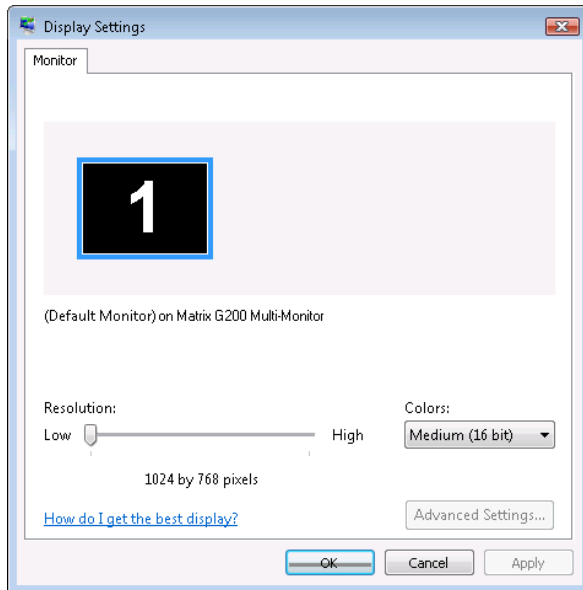 Display Settings
Monitor
1
(Default Monitor) on Matrix G200 Multi-Monitor
Resolution:
Colors:
Low
High
Medium (16 bit)
1024 by 768 pixels
How do I get the best display?
Advanced Settings...
OK
Cancel
Apply